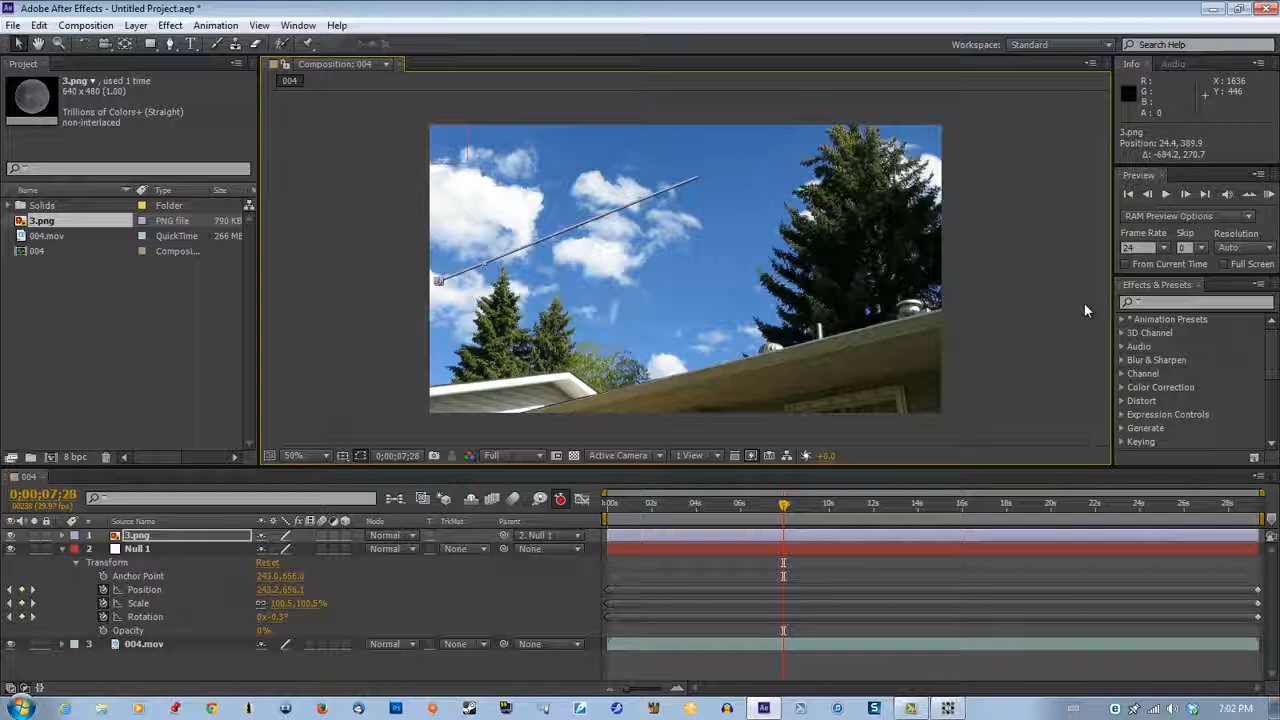 Adobe After Effects - Untitled Project.aep *
File Edit Composition Layer Effect Animation View Window Help
Workspace: Standard Search Help
Project
3.png ▾ , used 1 time
640 x 480 (1.00)
Trillions of Colors+ (Straight)
non-interlaced
Name Type Size
Solids Folder
3.png PNG file 790 KB
004.mov QuickTime 266 MB
004 Composi...
8 bpc
Composition: 004
004
50% 0;00;07;28 Full Active Camera 1 View +0.0
Info Audio
R :
G :
B :
A : 0
X : 1636
Y : 446
3.png
Position: 24.4, 389.9
Δ: -684.2, 270.7
Preview
RAM Preview Options
Frame Rate Skip Resolution
24 0 Auto
From Current Time Full Screen
Effects & Presets
* Animation Presets
3D Channel
Audio
Blur & Sharpen
Channel
Color Correction
Distort
Expression Controls
Generate
Keying
004
0;00;07;28
00238 (29.97 fps)
# Source Name Mode T TrkMat Parent
:00s 02s 04s 06s 08s 10s 12s 14s 16s 18s 20s 22s 24s 26s 28s
1 3.png Normal 2. Null 1
2 Null 1 Normal None None
Transform Reset
Anchor Point 243.0,656.0
Position 243.2,656.1
Scale 100.5,100.5%
Rotation 0x-0.3°
Opacity 0%
3 004.mov Normal None None
7:02 PM